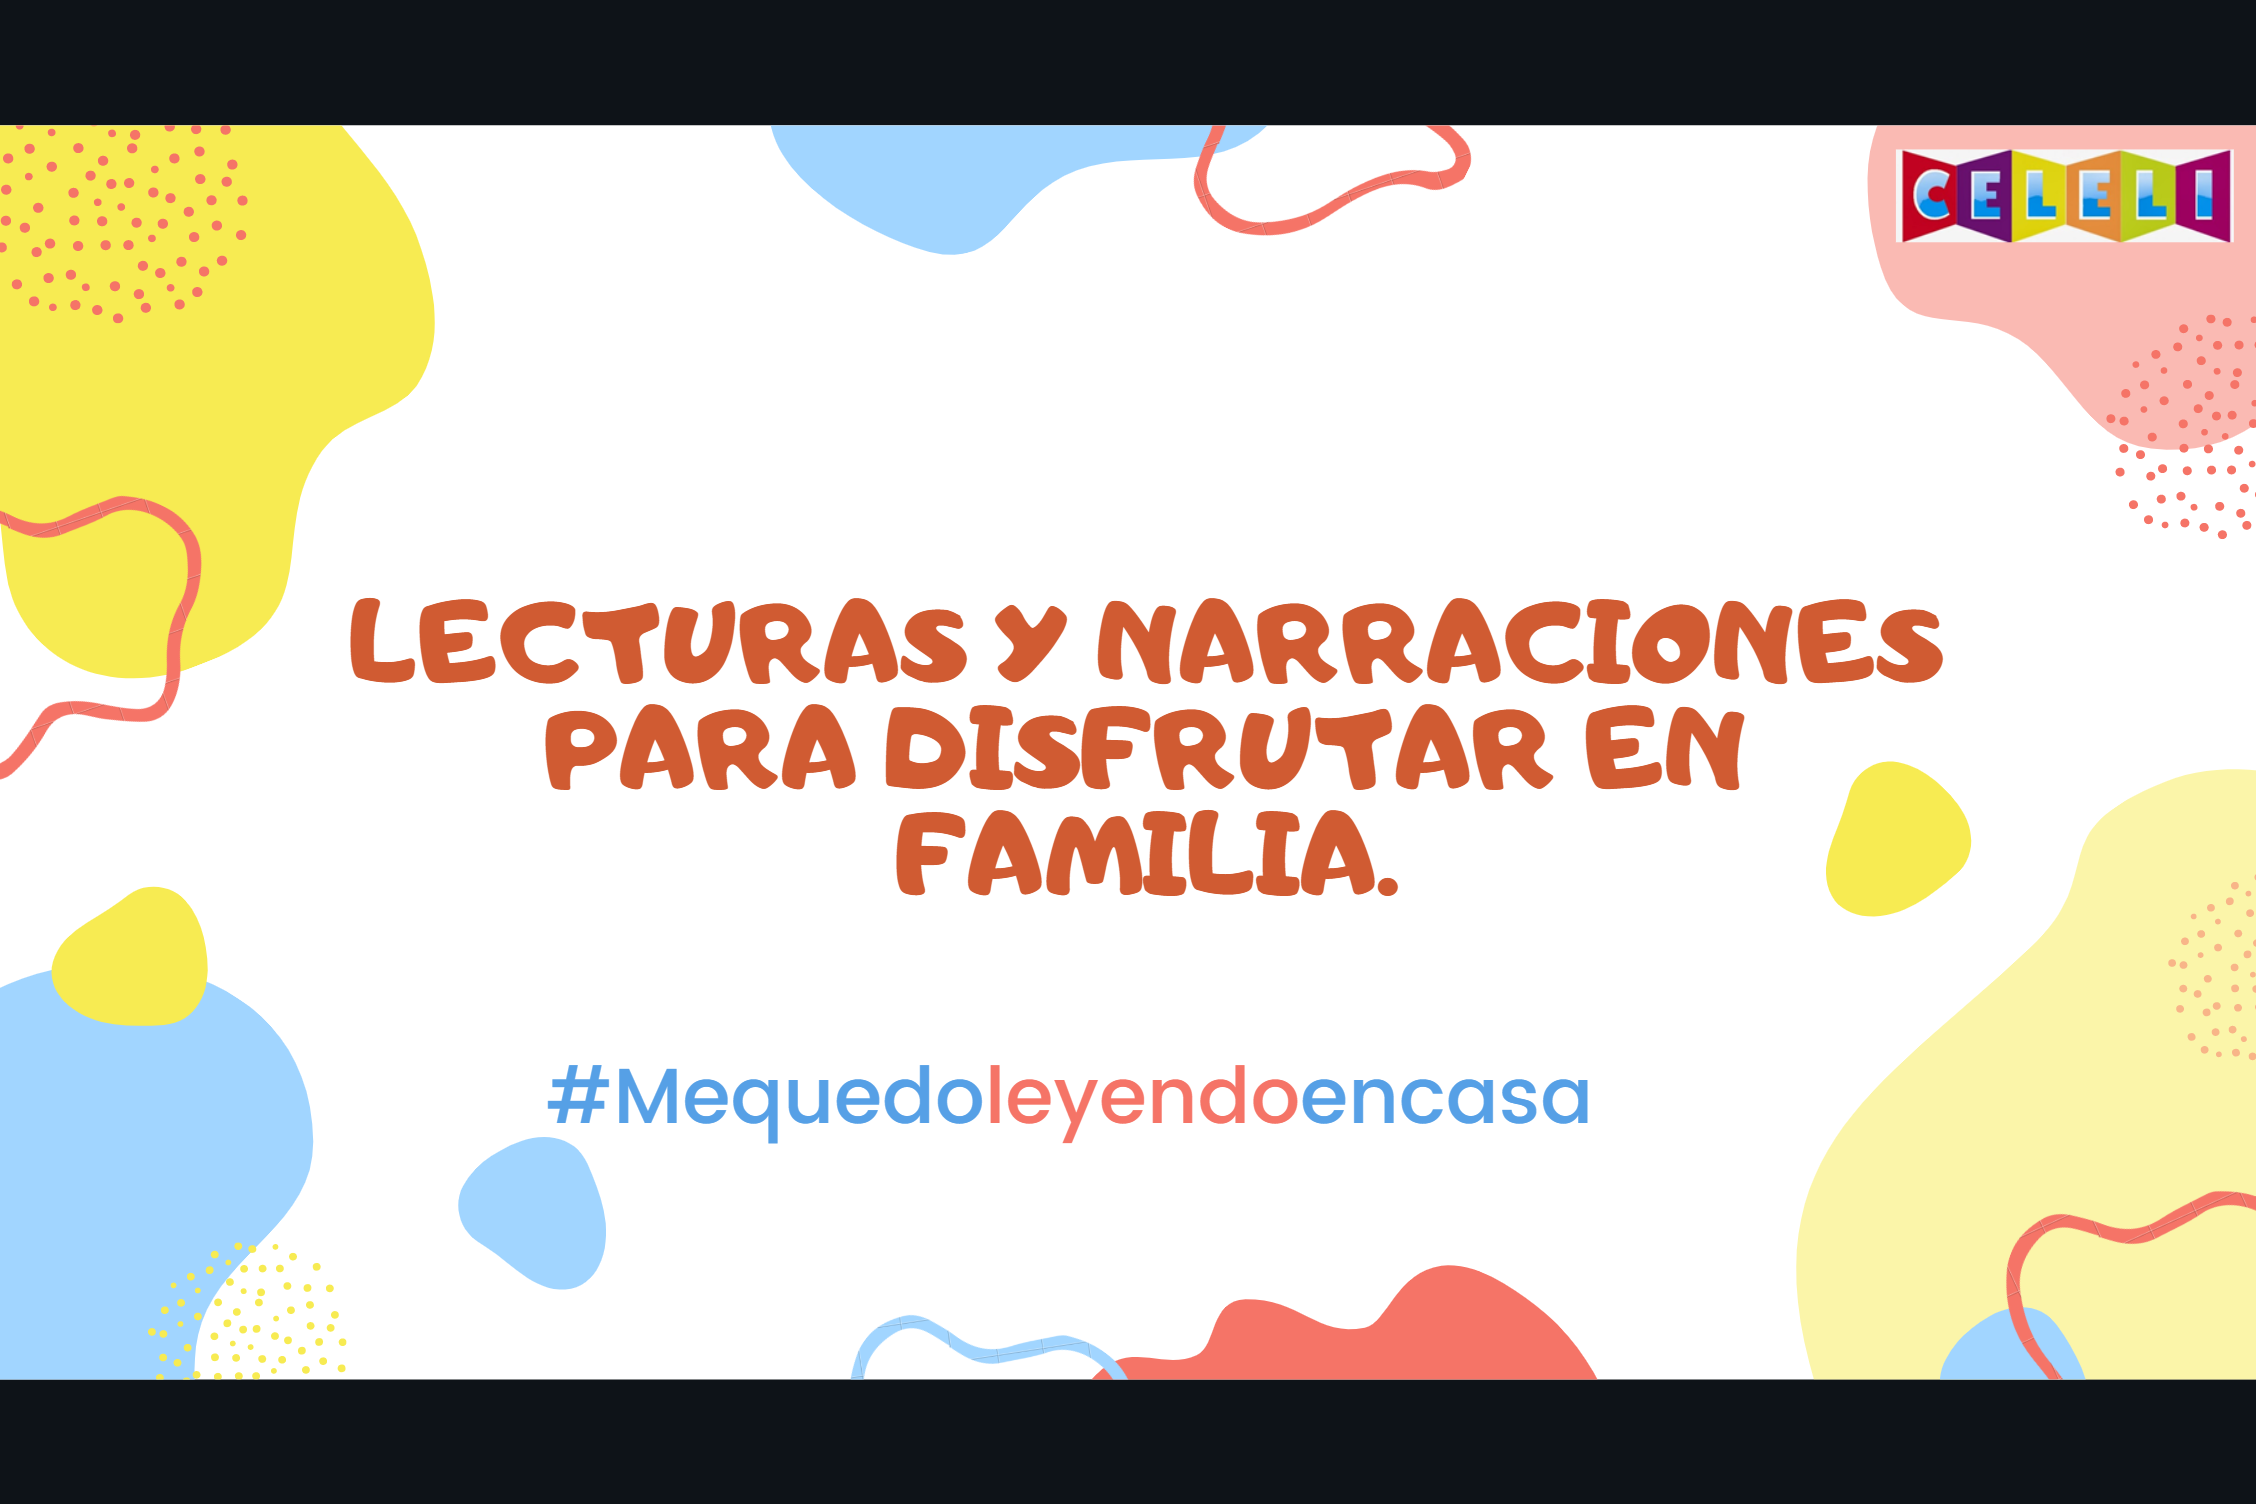 CELELI
LECTURAS Y NARRACIONES
PARA DISFRUTAR EN
FAMILIA.
#Mequedoleyendoencasa